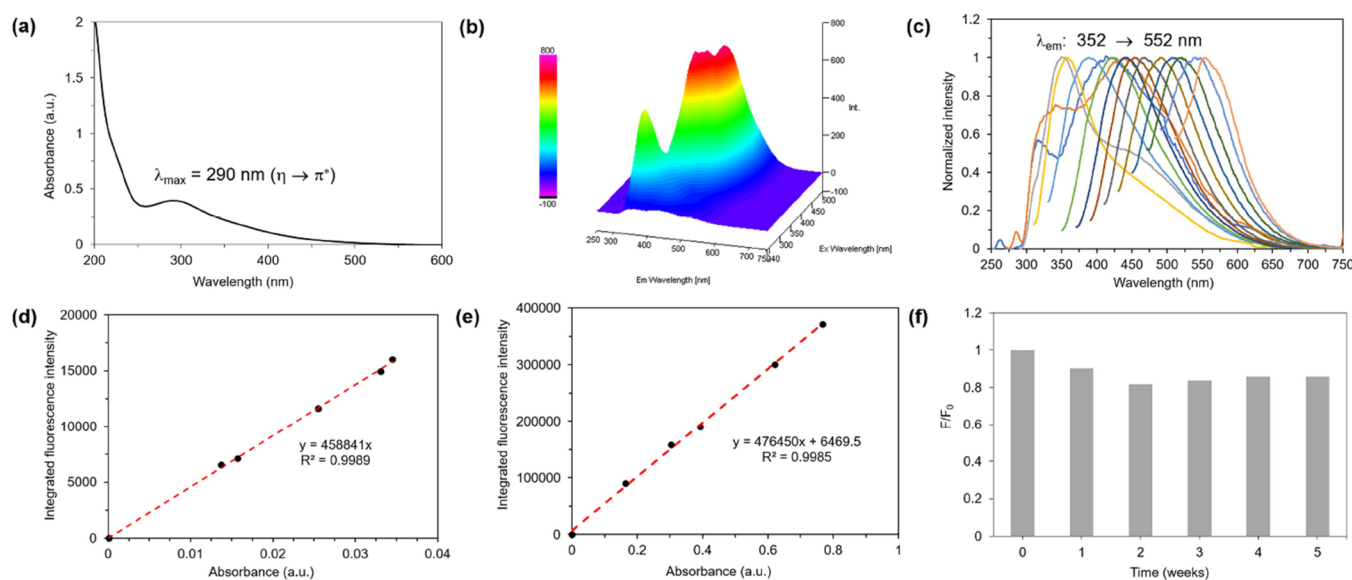 (a)
2
1.5
1
0.5
0
Absorbance (a.u.)
λmax = 290 nm (η → π*)
200
300
400
500
600
Wavelength (nm)
(b)
800
-100
800
600
400
Int.
200
0
-100
500
450
400
300
240
Ex Wavelength [nm]
250
300
400
500
600
700
750
Em Wavelength [nm]
(c)
λem: 352 → 552 nm
1.2
1
0.8
0.6
0.4
0.2
0
Normalized intensity
250 300 350 400 450 500 550 600 650 700 750
Wavelength (nm)
(d)
20000
15000
10000
5000
0
Integrated fluorescence intensity
y = 458841x
R² = 0.9989
0
0.01
0.02
0.03
0.04
Absorbance (a.u.)
(e)
400000
300000
200000
100000
0
Integrated fluorescence intensity
y = 476450x + 6469.5
R² = 0.9985
0
0.2
0.4
0.6
0.8
1
Absorbance (a.u.)
(f)
1.2
1
0.8
0.6
0.4
0.2
0
F/F0
0
1
2
3
4
5
Time (weeks)